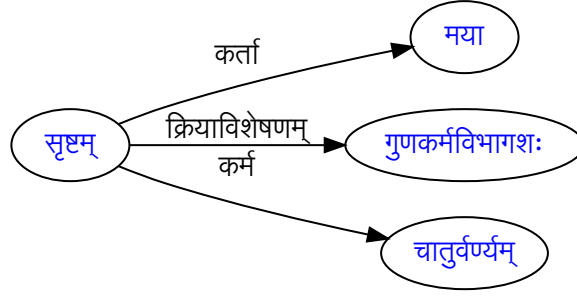 मया
कर्ता
क्रियाविशेषणम्
सृष्टम्
गुणकर्मविभागशः
कर्म
चातुर्वर्ण्यम्